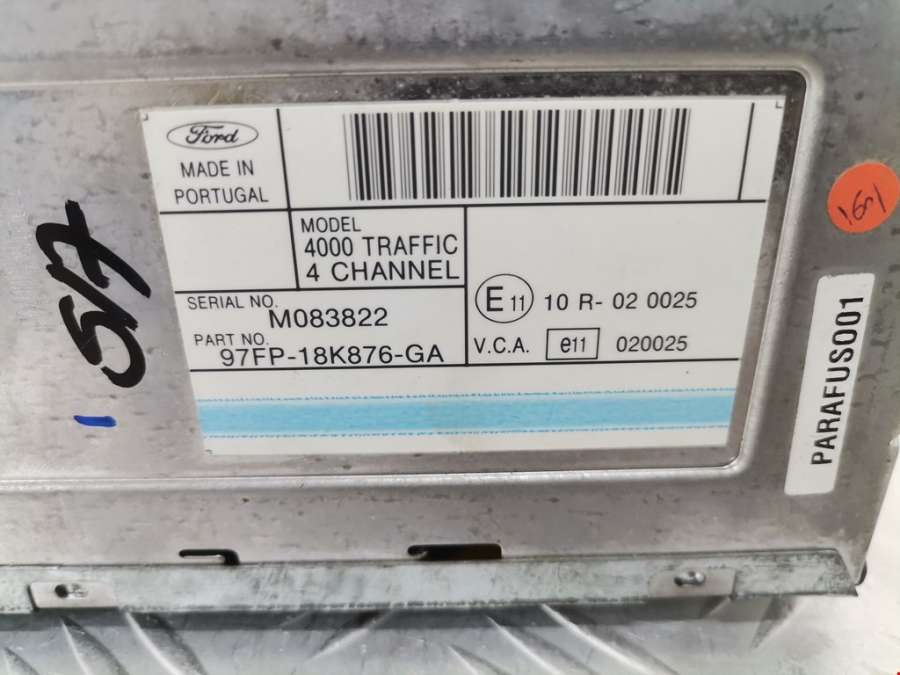 Ford
MADE IN
PORTUGAL
MODEL
4000 TRAFFIC
4 CHANNEL
SERIAL NO.
M083822
PART NO.
97FP-18K876-GA
E11 10 R- 02 0025
V.C.A. e11 020025
PARAFUS001